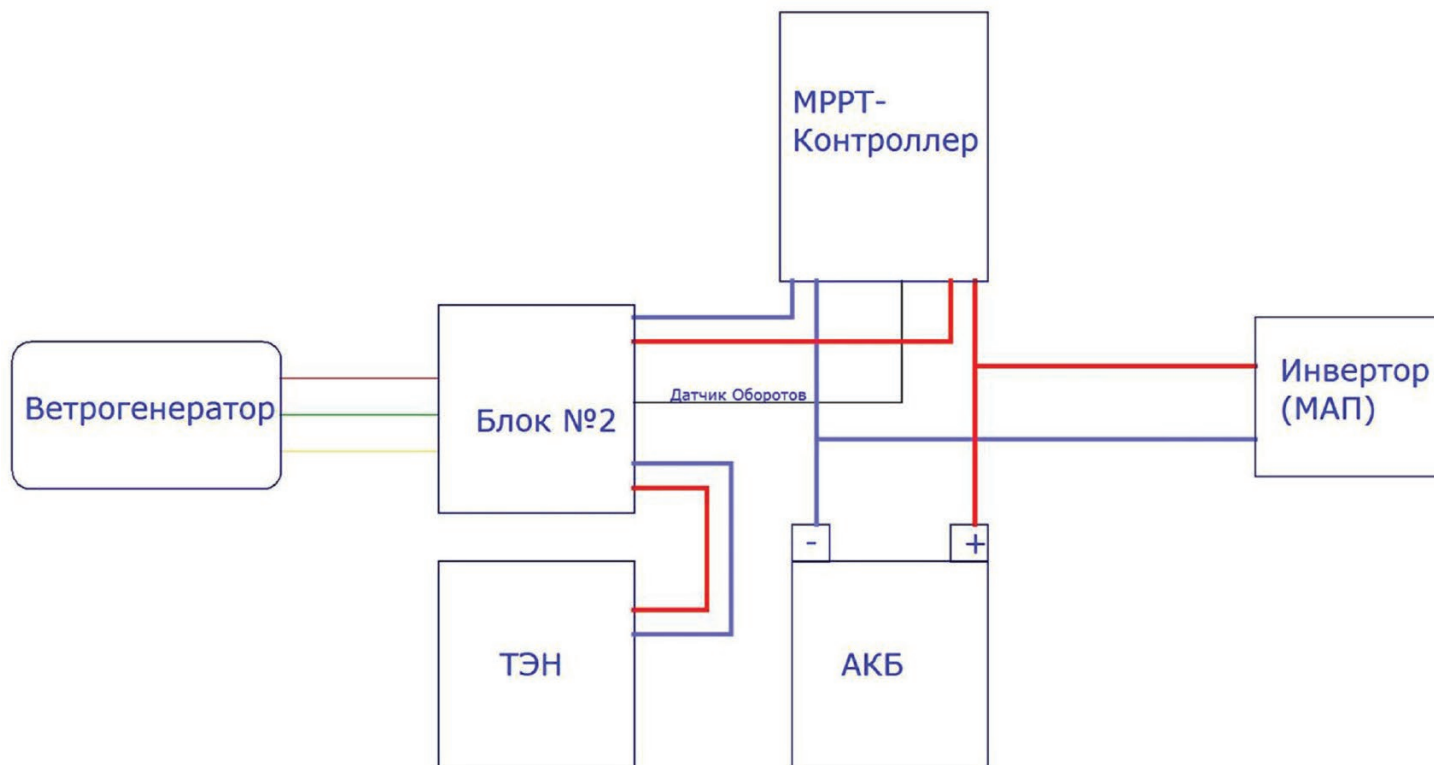 МРРТ-
Контроллер
Ветрогенератор
Блок №2
Датчик Оборотов
Инвертор
(МАП)
-
+
ТЭН
АКБ